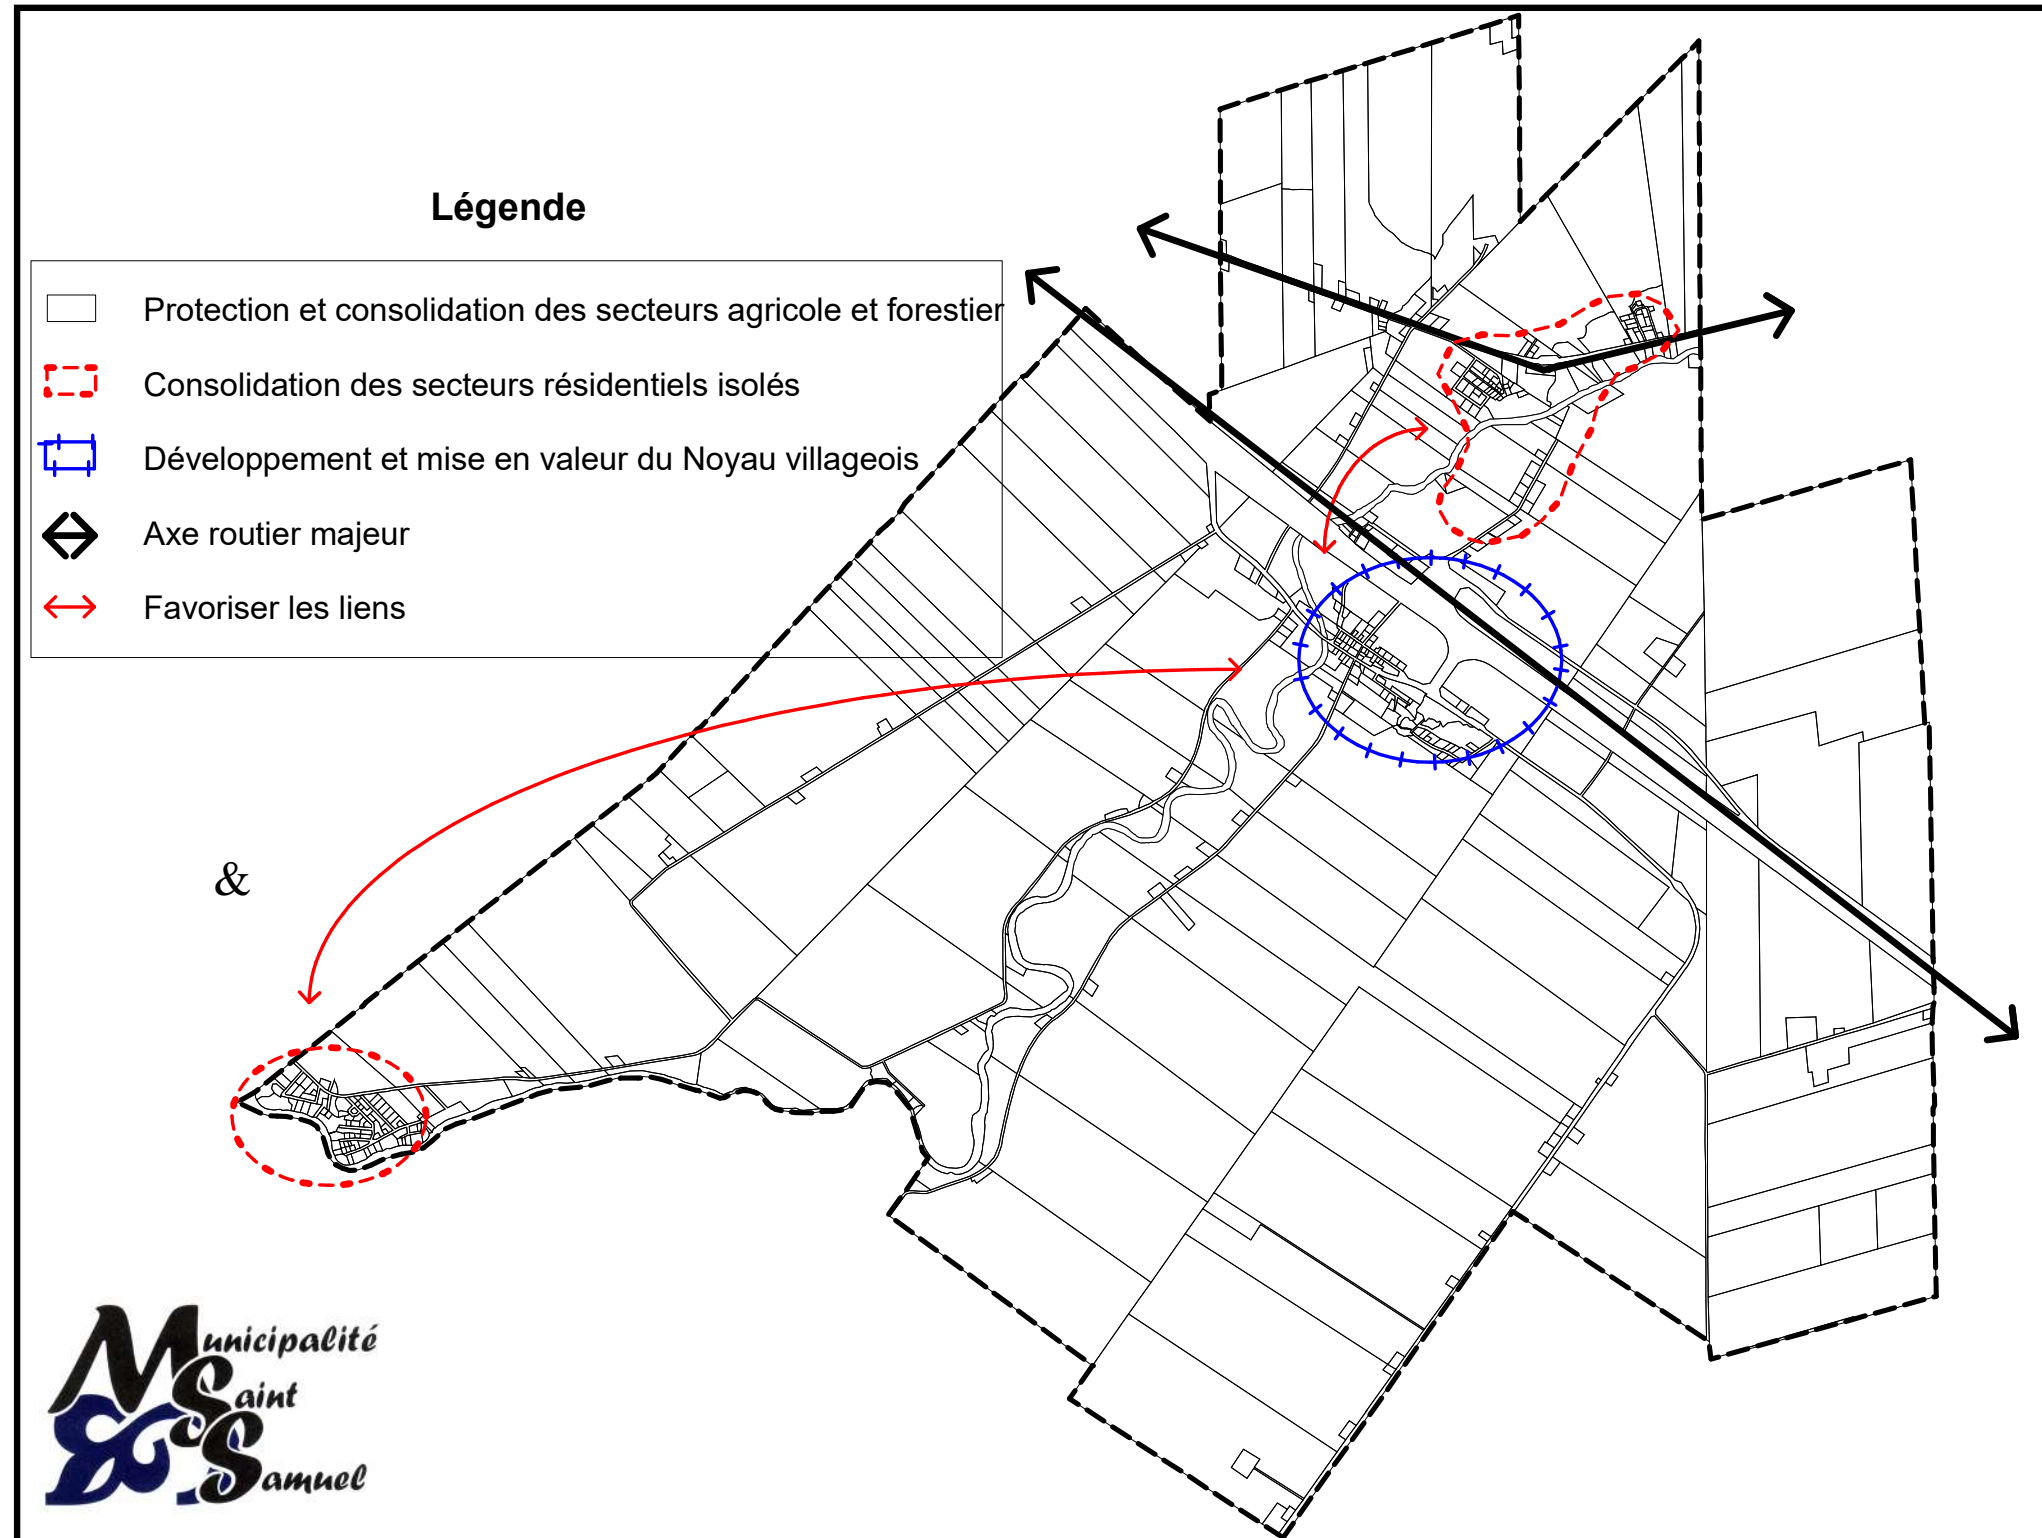 Légende
Protection et consolidation des secteurs agricole et forestier
Consolidation des secteurs résidentiels isolés
Développement et mise en valeur du Noyau villageois
Axe routier majeur
Favoriser les liens
&
Municipalité
Saint
Samuel